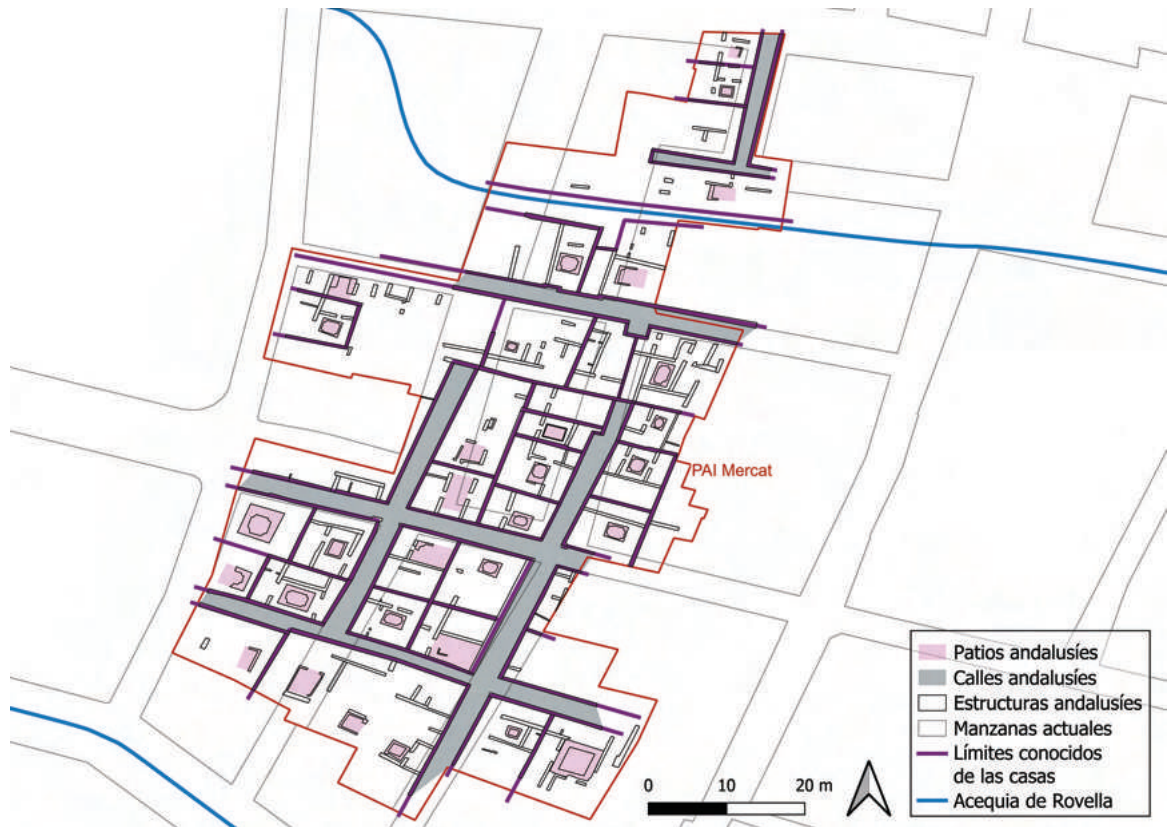 PAI Mercat
Patios andalusíes
Calles andalusíes
Estructuras andalusíes
Manzanas actuales
Límites conocidos
de las casas
Acequia de Rovella
0 10 20 m